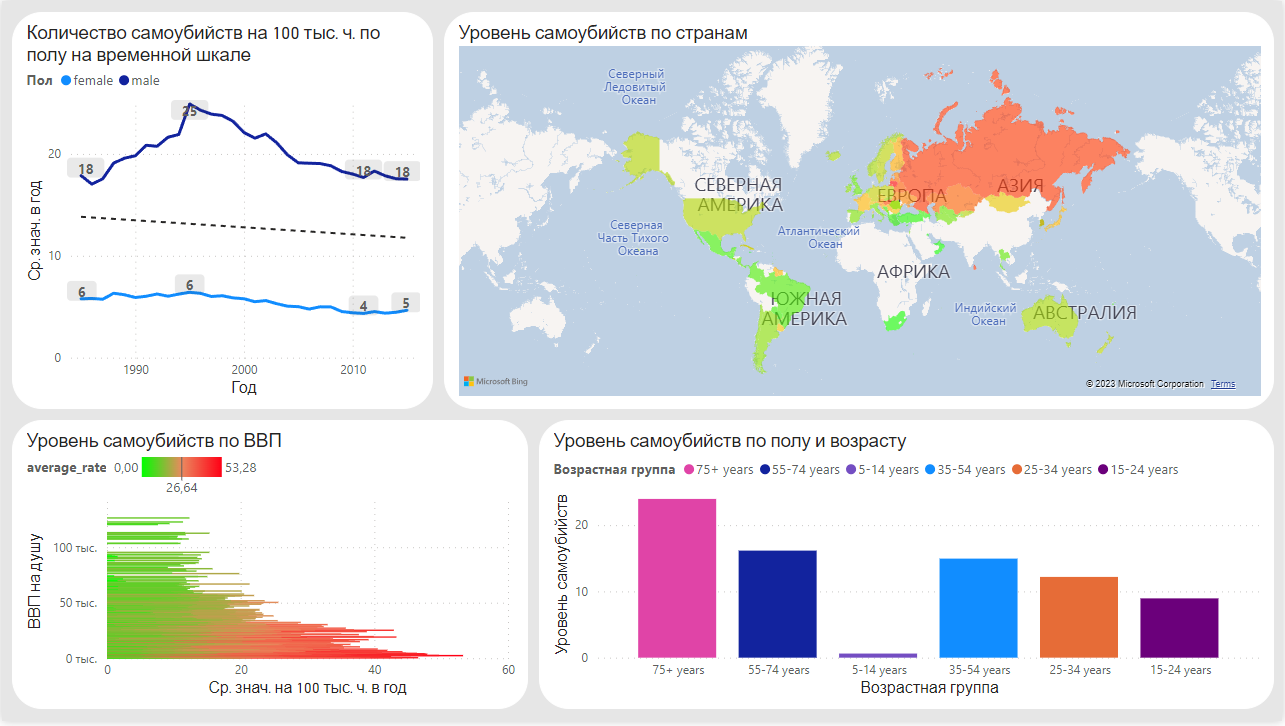 Количество самоубийств на 100 тыс. ч. по
полу на временной шкале
Пол female male
25
20
18
18
18
10
6
6
4
5
0
1990 2000 2010
Год
Ср. знач. в год
Уровень самоубийств по странам
Северный
Ледовитый
Океан
СЕВЕРНАЯ
АМЕРИКА
ЕВРОПА
АЗИЯ
Северная
Часть Тихого
Океана
Атлантический
Океан
АФРИКА
ЮЖНАЯ
АМЕРИКА
Индийский
Океан
АВСТРАЛИЯ
Microsoft Bing
© 2023 Microsoft Corporation Terms
Уровень самоубийств по ВВП
average_rate 0,00 53,28
26,64
ВВП на душу
100 тыс.
50 тыс.
0 тыс.
0 20 40 60
Ср. знач. на 100 тыс. ч. в год
Уровень самоубийств по полу и возрасту
Возрастная группа 75+ years 55-74 years 5-14 years 35-54 years 25-34 years 15-24 years
Уровень самоубийств
20
10
0
75+ years 55-74 years 5-14 years 35-54 years 25-34 years 15-24 years
Возрастная группа